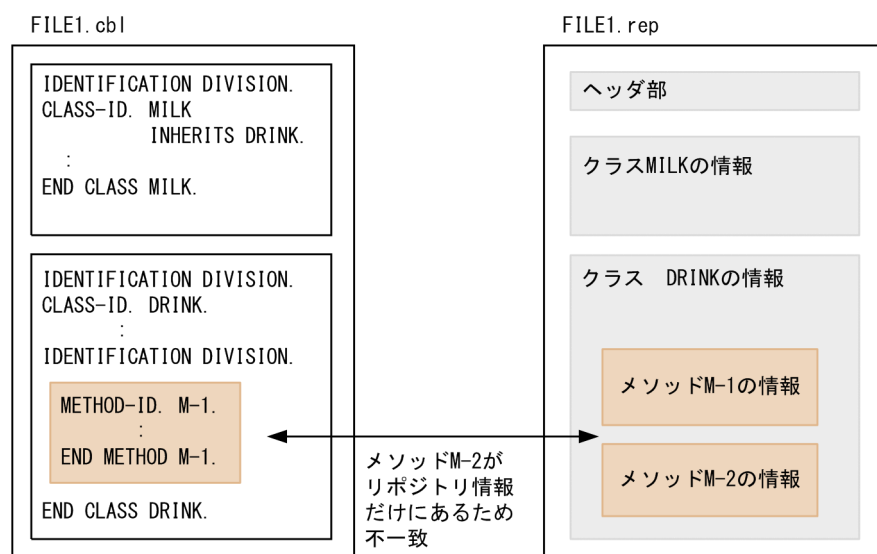 FILE1.cbl
IDENTIFICATION DIVISION.
CLASS-ID. MILK
INHERITS DRINK.
:
END CLASS MILK.
IDENTIFICATION DIVISION.
CLASS-ID. DRINK.
:
IDENTIFICATION DIVISION.
METHOD-ID. M-1.
:
END METHOD M-1.
END CLASS DRINK.
メソッドM-2が
リポジトリ情報
だけにあるため
不一致
FILE1.rep
ヘッダ部
クラスMILKの情報
クラス　DRINKの情報
メソッドM-1の情報
メソッドM-2の情報